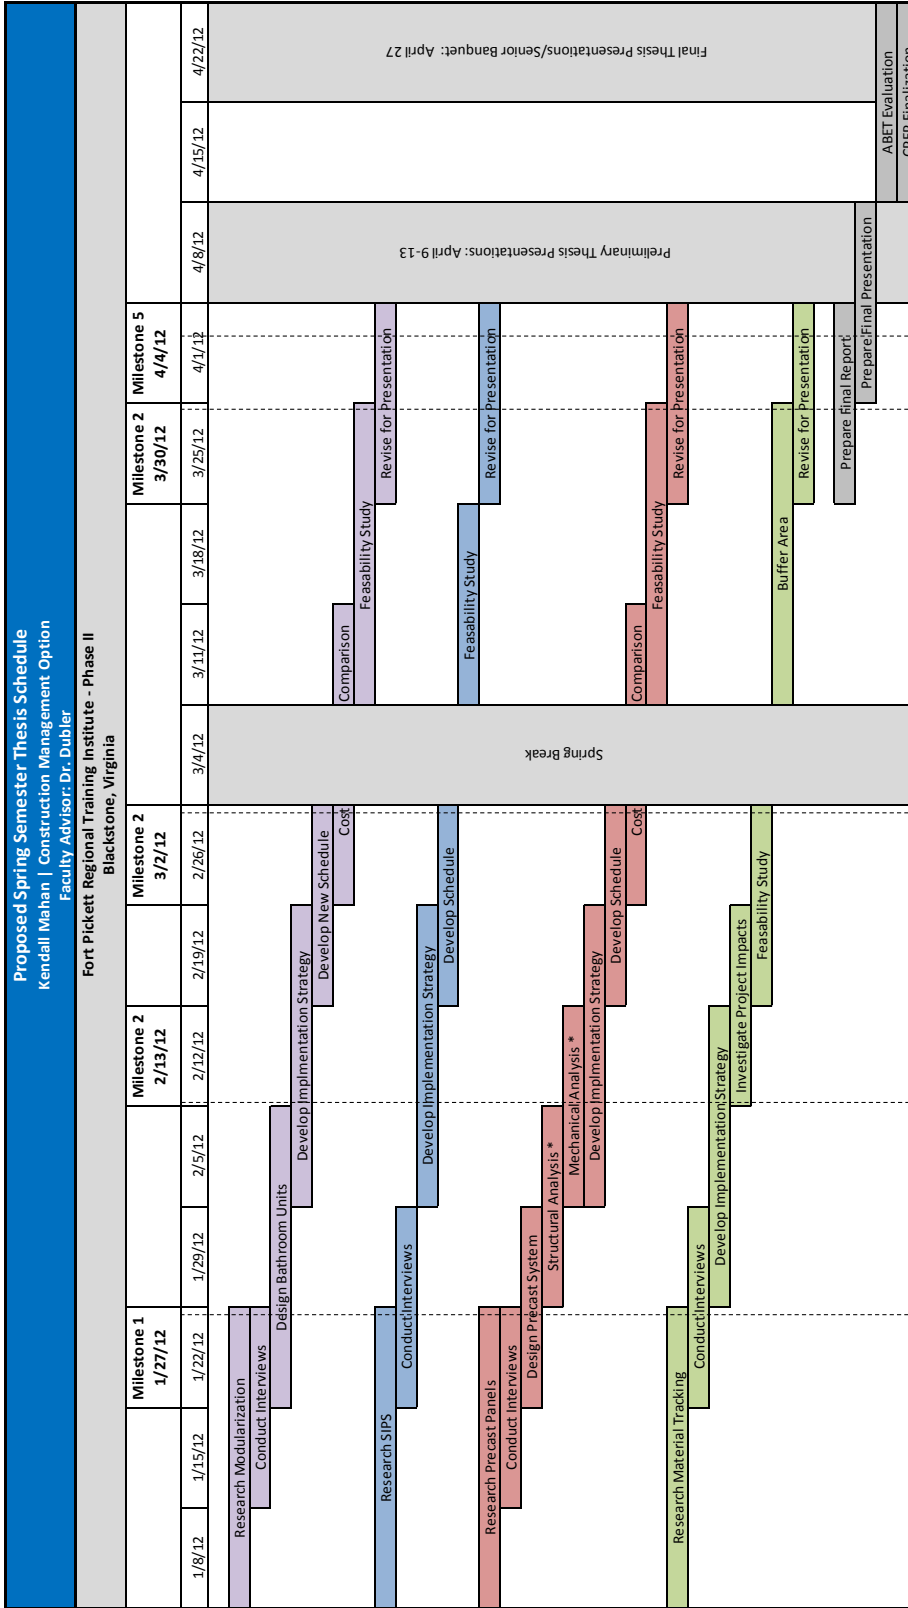 Proposed Spring Semester Thesis Schedule
Kendall Mahan | Construction Management Option
Faculty Advisor: Dr. Dubler
Fort Pickett Regional Training Institute - Phase II
Blackstone, Virginia
Milestone 1
1/27/12
Milestone 2
2/13/12
Milestone 2
3/2/12
Milestone 2
3/30/12
Milestone 5
4/4/12
1/8/12
1/15/12
1/22/12
1/29/12
2/5/12
2/12/12
2/19/12
2/26/12
3/4/12
3/11/12
3/18/12
3/25/12
4/1/12
4/8/12
4/15/12
4/22/12
Research Modularization
Conduct Interviews
Design Bathroom Units
Develop Implmentation Strategy
Develop New Schedule
Cost
Comparison
Feasability Study
Revise for Presentation
Research SIPS
Conduct Interviews
Develop Implementation Strategy
Develop Schedule
Feasability Study
Revise for Presentation
Research Precast Panels
Conduct Interviews
Design Precast System
Structural Analysis *
Mechanical Analysis *
Develop Implmentation Strategy
Develop Schedule
Cost
Comparison
Feasability Study
Revise for Presentation
Research Material Tracking
Conduct Interviews
Develop Implementation Strategy
Investigate Project Impacts
Feasability Study
Buffer Area
Revise for Presentation
Prepare Final Report
Prepare Final Presentation
ABET Evaluation
Finalization
Spring Break
Preliminary Thesis Presentations: April 9-13
Final Thesis Presentations/Senior Banquet: April 27